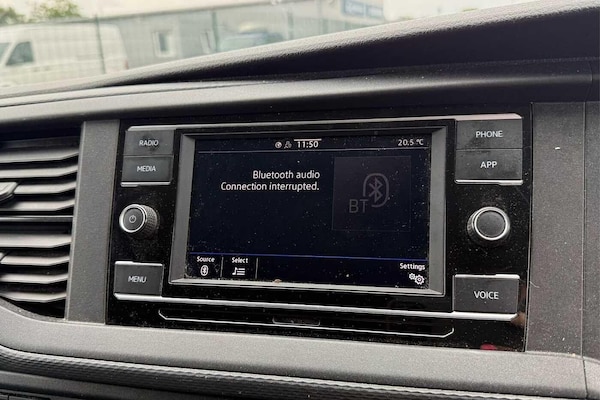 RADIO
MEDIA
MENU
11:50
20.5 °C
Bluetooth audio
Connection interrupted.
BT
Source
Select
Settings
PHONE
APP
VOICE